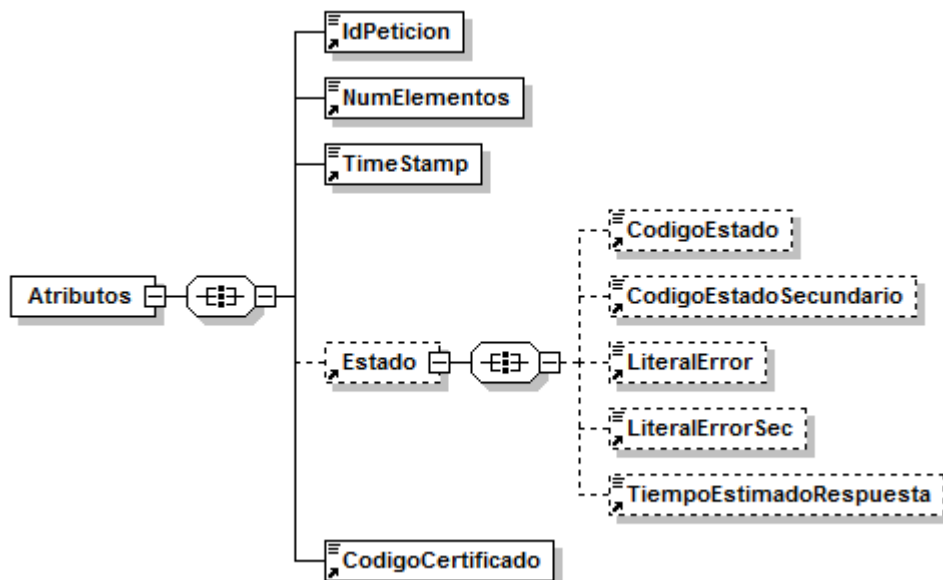 IdPeticion
NumElementos
TimeStamp
CodigoEstado
Atributos
CodigoEstadoSecundario
Estado
LiteralError
LiteralErrorSec
TiempoEstimadoRespuesta
CodigoCertificado